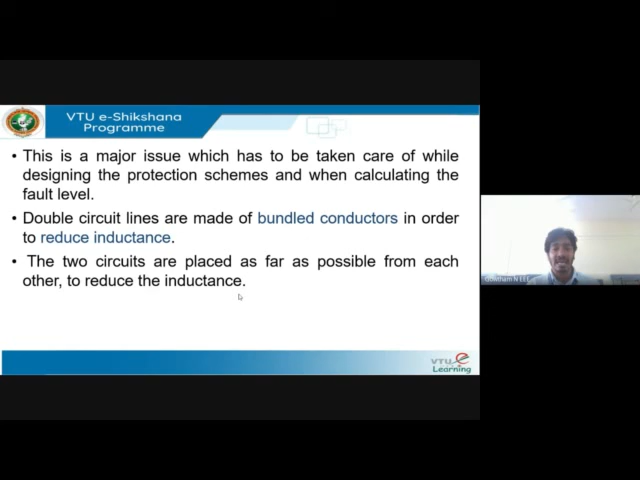 VTU e-Shikshana
Programme
• This is a major issue which has to be taken care of while
designing the protection schemes and when calculating the
fault level.
• Double circuit lines are made of bundled conductors in order
to reduce inductance.
• The two circuits are placed as far as possible from each
other, to reduce the inductance.
VTU e
Learning
N EEE